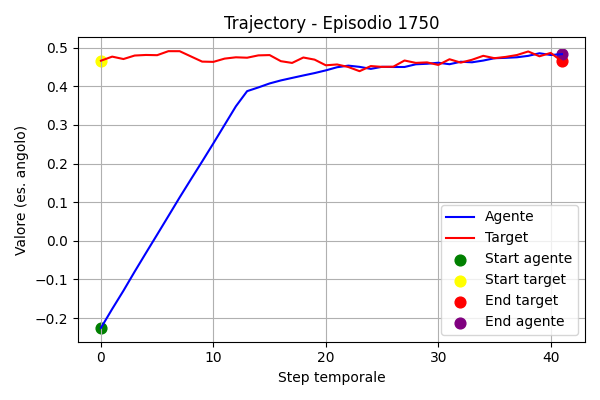 Trajectory - Episodio 1750
Valore (es. angolo)
0.5
0.4
0.3
0.2
0.1
0.0
−0.1
−0.2
0
10
20
30
40
Step temporale
Agente
Target
Start agente
Start target
End target
End agente